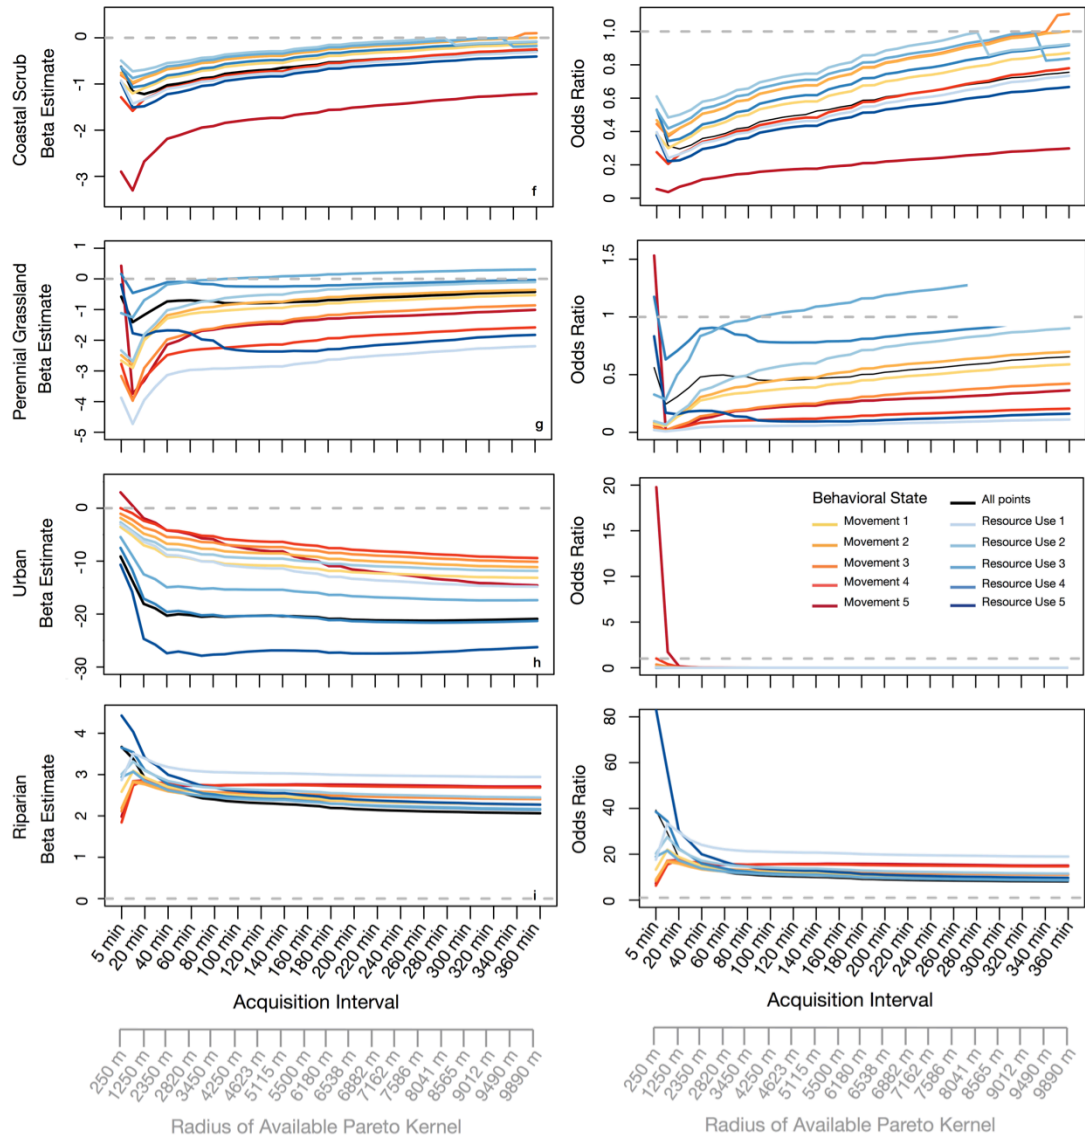 Coastal Scrub
Beta Estimate
0
-1
-2
-3
f
Odds Ratio
1.0
0.8
0.6
0.4
0.2
0
Perennial Grassland
Beta Estimate
1
0
-1
-2
-3
-4
-5
g
Odds Ratio
1.5
1
0.5
0
Urban
Beta Estimate
0
-10
-20
-30
h
Odds Ratio
20
15
10
5
0
Behavioral State
Movement 1
Movement 2
Movement 3
Movement 4
Movement 5
All points
Resource Use 1
Resource Use 2
Resource Use 3
Resource Use 4
Resource Use 5
Riparian
Beta Estimate
4
3
2
1
0
i
Odds Ratio
80
60
40
20
0
5 min
20 min
40 min
60 min
80 min
100 min
120 min
140 min
160 min
180 min
200 min
220 min
240 min
260 min
280 min
300 min
320 min
340 min
360 min
Acquisition Interval
250 m
1250 m
2350 m
2820 m
3450 m
4250 m
4623 m
5115 m
5500 m
6180 m
6538 m
6882 m
7162 m
7586 m
8041 m
8565 m
9012 m
9490 m
9890 m
Radius of Available Pareto Kernel
5 min
20 min
40 min
60 min
80 min
100 min
120 min
140 min
160 min
180 min
200 min
220 min
240 min
260 min
280 min
300 min
320 min
340 min
360 min
Acquisition Interval
250 m
1250 m
2350 m
2820 m
3450 m
4250 m
4623 m
5115 m
5500 m
6180 m
6538 m
6882 m
7162 m
7586 m
8041 m
8565 m
9012 m
9490 m
9890 m
Radius of Available Pareto Kernel